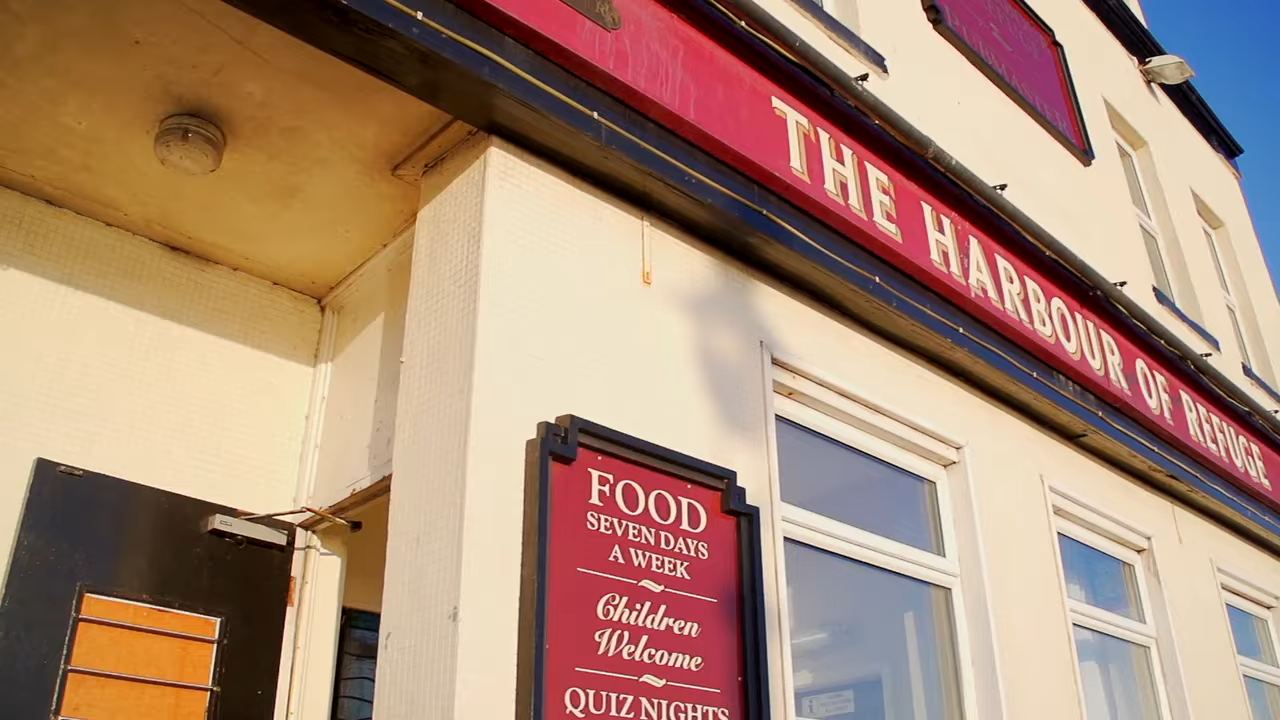 THE HARBOUR OF REFUGE
FOOD
SEVEN DAYS
A WEEK
Children
Welcome
QUIZ NIGHTS